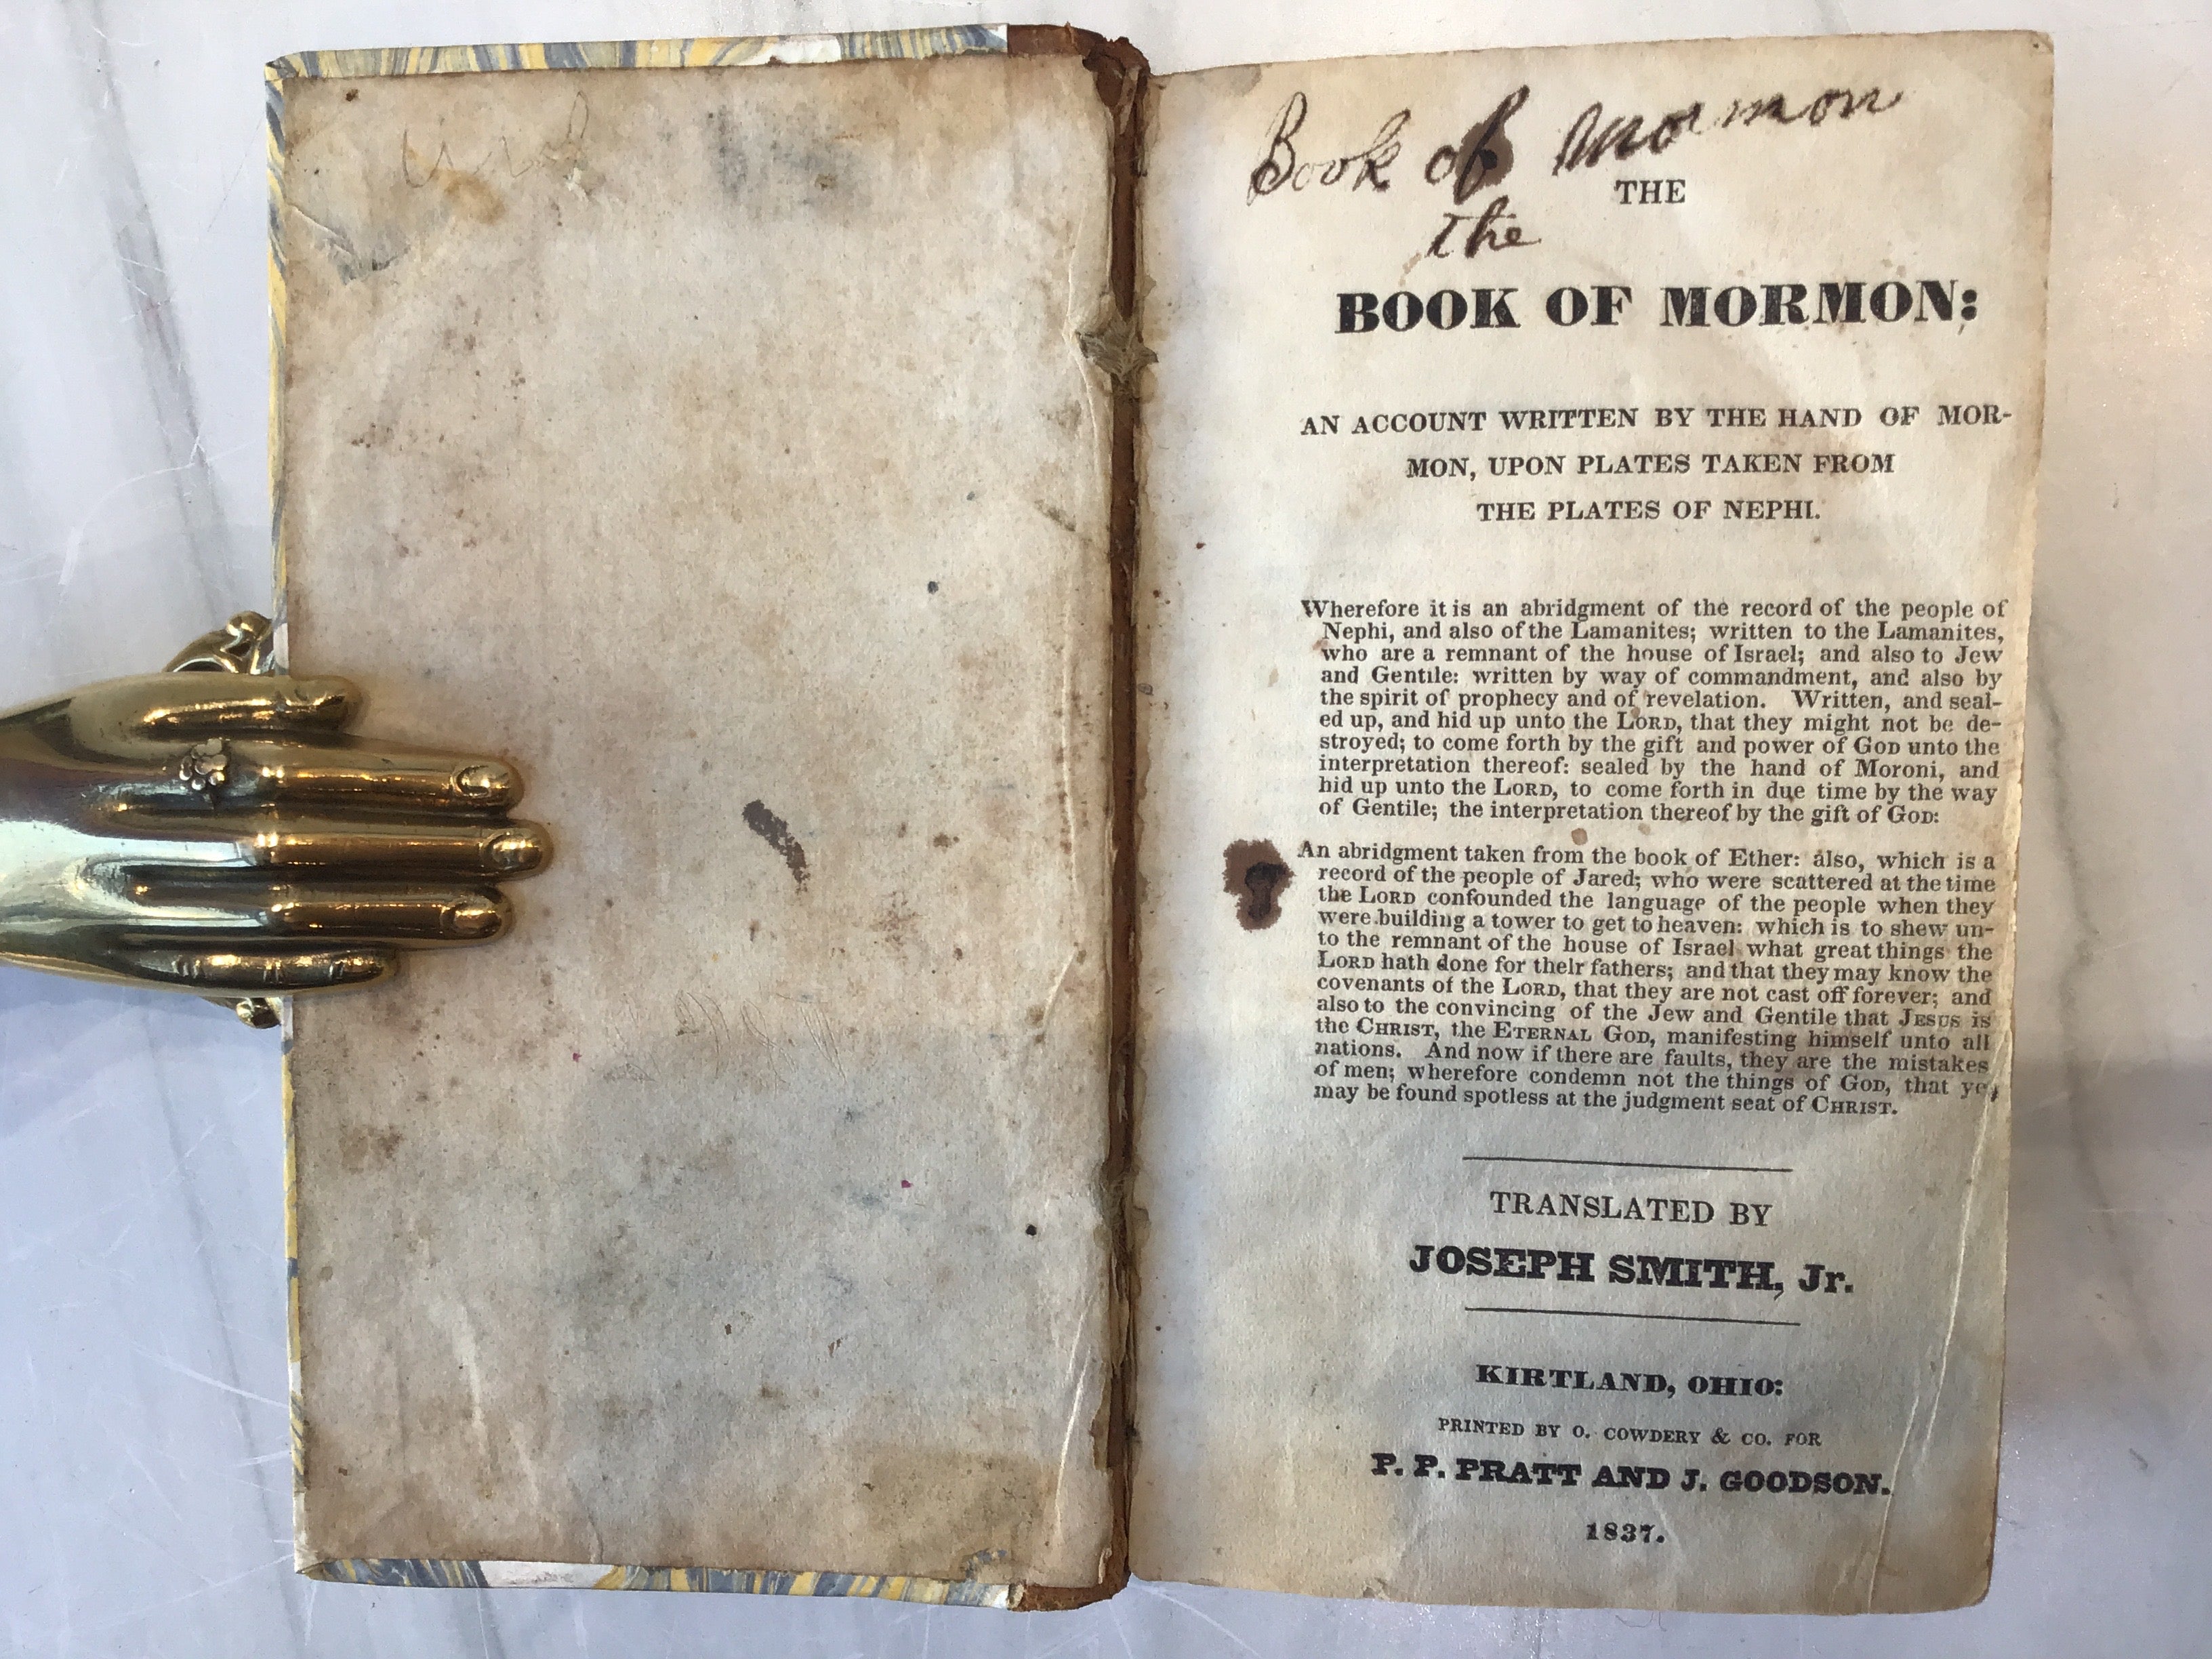 Book of Mormon
THE
The
BOOK OF MORMON:
AN ACCOUNT WRITTEN BY THE HAND OF MOR-
MON, UPON PLATES TAKEN FROM
THE PLATES OF NEPHI.
Wherefore it is an abridgment of the record of the people of
Nephi, and also of the Lamanites; written to the Lamanites,
who are a remnant of the house of Israel; and also to Jew
and Gentile: written by way of commandment, and also by
the spirit of prophecy and of revelation. Written, and seal-
ed up, and hid up unto the LORD, that they might not be de-
stroyed; to come forth by the gift and power of GOD unto the
interpretation thereof: sealed by the hand of Moroni, and
hid up unto the LORD, to come forth in due time by the way
of Gentile; the interpretation thereof by the gift of GOD:
An abridgment taken from the book of Ether: also, which is a
record of the people of Jared; who were scattered at the time
the LORD confounded the language of the people when they
were building a tower to get to heaven: which is to shew un-
to the remnant of the house of Israel what great things the
LORD hath done for their fathers; and that they may know the
covenants of the LORD, that they are not cast off forever; and
also to the convincing of the Jew and Gentile that JESUS is
the CHRIST, the ETERNAL GOD, manifesting himself unto all
nations. And now if there are faults, they are the mistakes
of men; wherefore condemn not the things of GOD, that ye
may be found spotless at the judgment seat of CHRIST.
TRANSLATED BY
JOSEPH SMITH, Jr.
KIRTLAND, OHIO:
PRINTED BY O. COWDERY & CO. FOR
P. P. PRATT AND J. GOODSON.
1837.